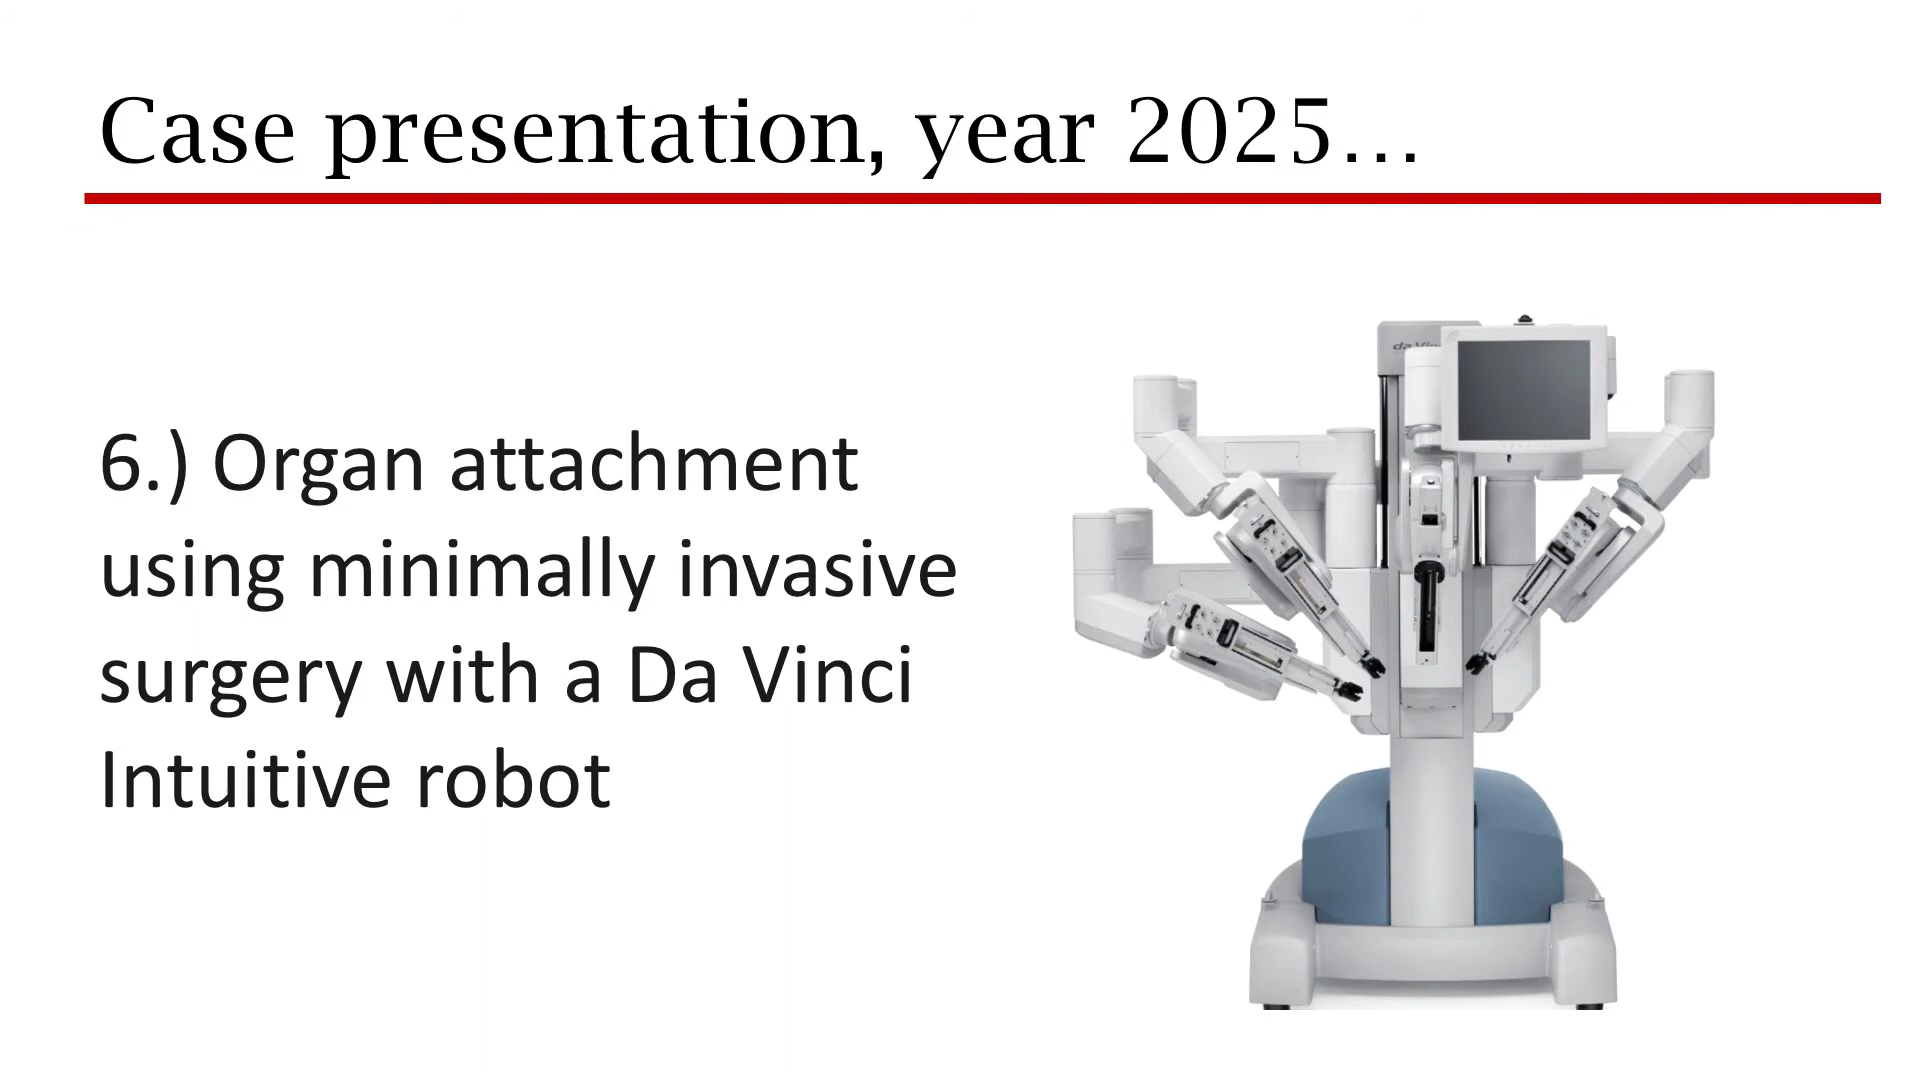 Case presentation, year 2025…
6.) Organ attachment
using minimally invasive
surgery with a Da Vinci
Intuitive robot